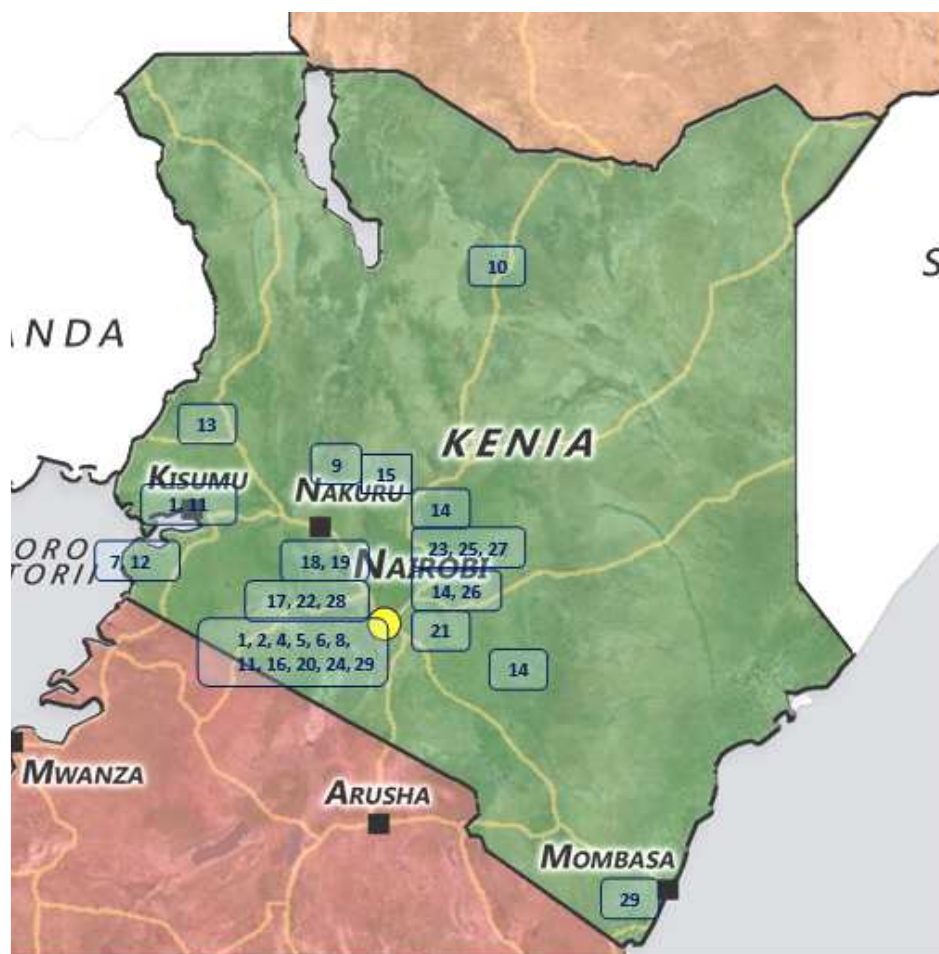 10
S
ANDA
13
KENIA
9
15
KISUMU
NAKURU
1, 11
14
ORO
TORII
7, 12
18, 19
23, 25, 27
NAIROBI
14, 26
17, 22, 28
21
1, 2, 4, 5, 6, 8,
11, 16, 20, 24, 29
14
MWANZA
ARUSHA
MOMBASA
29